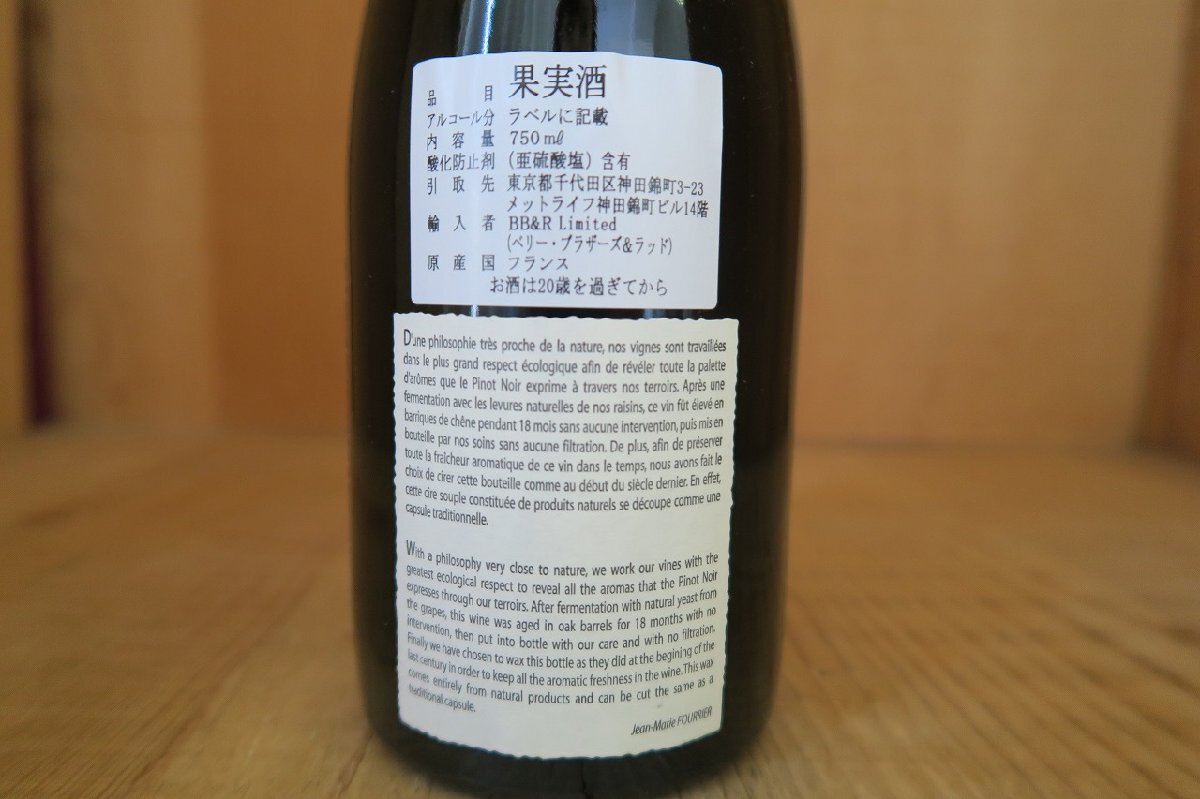 品目 果実酒
アルコール分 ラベルに記載
内容量 750㎖
酸化防止剤 (亜硫酸塩)含有
引取先 東京都千代田区神田錦町3-23
メットライフ神田錦町ビル14階
輸入者 BB&R Limited
(ベリー・ブラザーズ&ラッド)
原産国 フランス
お酒は20歳を過ぎてから
D'une philosophie très proche de la nature, nos vignes sont travaillées
dans le plus grand respect écologique afin de révéler toute la palette
d'arômes que le Pinot Noir exprime à travers nos terroirs. Après une
fermentation avec les levures naturelles de nos raisins, ce vin fût élevé en
barriques de chêne pendant 18 mois sans aucune intervention, puis mis en
bouteille par nos soins sans aucune filtration. De plus, afin de préserver
toute la fraîcheur aromatique de ce vin dans le temps, nous avons fait le
choix de cirer cette bouteille comme au début du siècle dernier. En effet,
cette cire souple constituée de produits naturels se découpe comme une
capsule traditionnelle.
With a philosophy very close to nature, we work our vines with the
greatest ecological respect to reveal all the aromas that the Pinot Noir
expresses through our terroirs. After fermentation with natural yeast from
the grapes, this wine was aged in oak barrels for 18 months with no
intervention, then put into bottle with our care and with no filtration.
Finally we have chosen to wax this bottle as they did at the begining of the
last century in order to keep all the aromatic freshness in the wine. This wax
comes entirely from natural products and can be cut the same as a
traditional capsule.
Jean-Marie FOURRIER